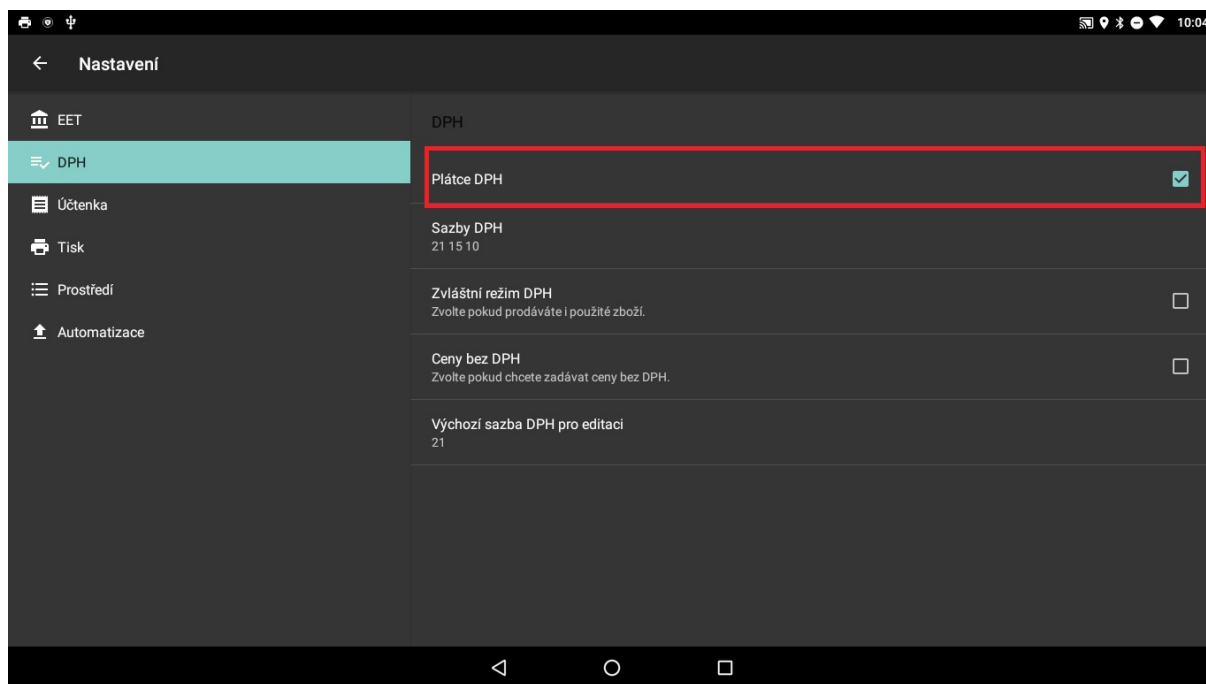 10:04
Nastavení
EET
DPH
Účtenka
Tisk
Prostředí
Automatizace
DPH
Plátce DPH
Sazby DPH
21 15 10
Zvláštní režim DPH
Zvolte pokud prodáváte i použité zboží.
Ceny bez DPH
Zvolte pokud chcete zadávat ceny bez DPH.
Výchozí sazba DPH pro editaci
21